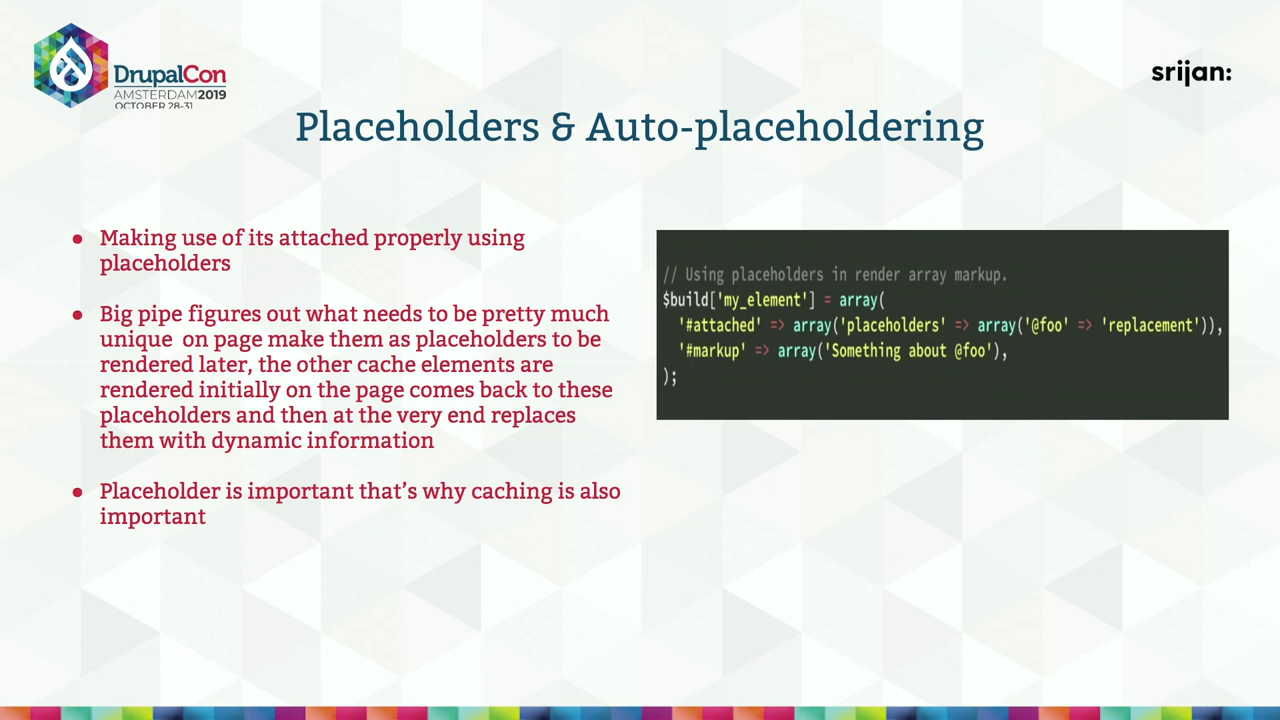 DrupalCon
AMSTERDAM2019
OCTOBER 28-31
srijan:
Placeholders & Auto-placeholdering
● Making use of its attached properly using
placeholders
● Big pipe figures out what needs to be pretty much
unique  on page make them as placeholders to be
rendered later, the other cache elements are
rendered initially on the page comes back to these
placeholders and then at the very end replaces
them with dynamic information
● Placeholder is important that’s why caching is also
important
// Using placeholders in render array markup.
$build['my_element'] = array(
  '#attached' => array('placeholders' => array('@foo' => 'replacement')),
  '#markup' => array('Something about @foo'),
);